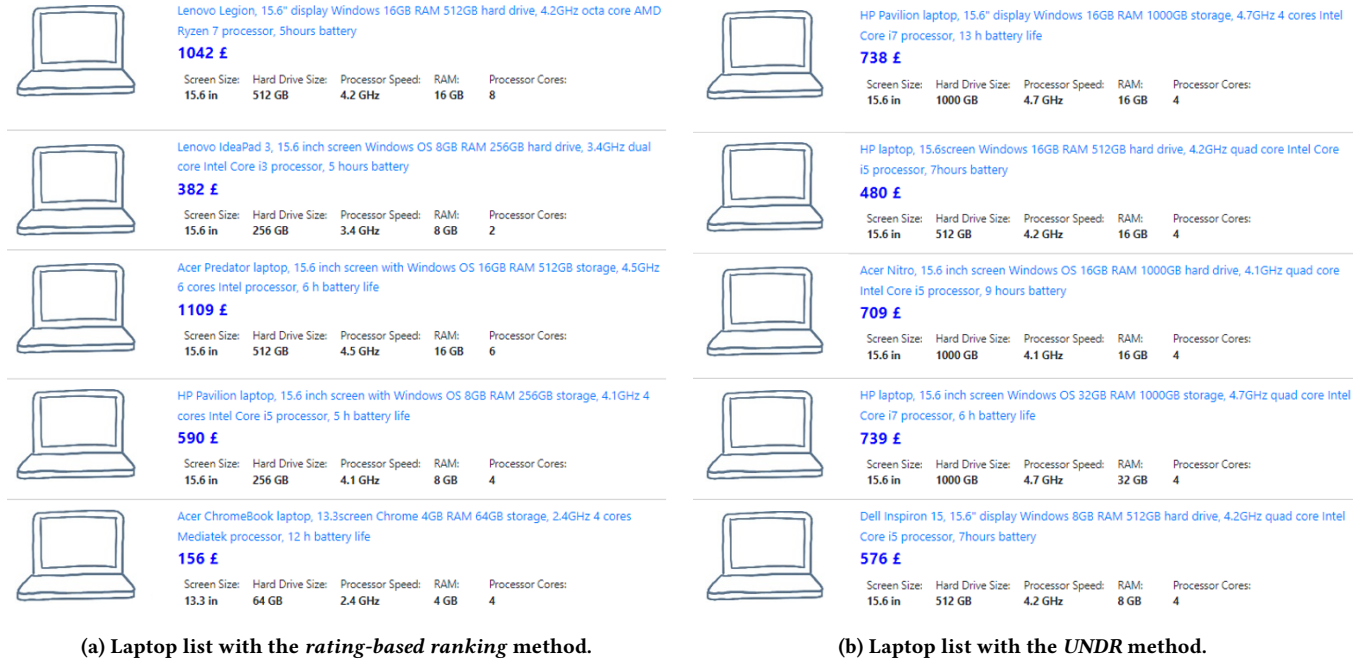 Lenovo Legion, 15.6" display Windows 16GB RAM 512GB hard drive, 4.2GHz octa core AMD
Ryzen 7 processor, 5hours battery
1042 £
Screen Size: Hard Drive Size: Processor Speed: RAM: Processor Cores:
15.6 in 512 GB 4.2 GHz 16 GB 8
Lenovo IdeaPad 3, 15.6 inch screen Windows OS 8GB RAM 256GB hard drive, 3.4GHz dual
core Intel Core i3 processor, 5 hours battery
382 £
Screen Size: Hard Drive Size: Processor Speed: RAM: Processor Cores:
15.6 in 256 GB 3.4 GHz 8 GB 2
Acer Predator laptop, 15.6 inch screen with Windows OS 16GB RAM 512GB storage, 4.5GHz
6 cores Intel processor, 6 h battery life
1109 £
Screen Size: Hard Drive Size: Processor Speed: RAM: Processor Cores:
15.6 in 512 GB 4.5 GHz 16 GB 6
HP Pavilion laptop, 15.6 inch screen with Windows OS 8GB RAM 256GB storage, 4.1GHz 4
cores Intel Core i5 processor, 5 h battery life
590 £
Screen Size: Hard Drive Size: Processor Speed: RAM: Processor Cores:
15.6 in 256 GB 4.1 GHz 8 GB 4
Acer ChromeBook laptop, 13.3screen Chrome 4GB RAM 64GB storage, 2.4GHz 4 cores
Mediatek processor, 12 h battery life
156 £
Screen Size: Hard Drive Size: Processor Speed: RAM: Processor Cores:
13.3 in 64 GB 2.4 GHz 4 GB 4
(a) Laptop list with the rating-based ranking method.
HP Pavilion laptop, 15.6" display Windows 16GB RAM 1000GB storage, 4.7GHz 4 cores Intel
Core i7 processor, 13 h battery life
738 £
Screen Size: Hard Drive Size: Processor Speed: RAM: Processor Cores:
15.6 in 1000 GB 4.7 GHz 16 GB 4
HP laptop, 15.6screen Windows 16GB RAM 512GB hard drive, 4.2GHz quad core Intel Core
i5 processor, 7hours battery
480 £
Screen Size: Hard Drive Size: Processor Speed: RAM: Processor Cores:
15.6 in 512 GB 4.2 GHz 16 GB 4
Acer Nitro, 15.6 inch screen Windows OS 16GB RAM 1000GB hard drive, 4.1GHz quad core
Intel Core i5 processor, 9 hours battery
709 £
Screen Size: Hard Drive Size: Processor Speed: RAM: Processor Cores:
15.6 in 1000 GB 4.1 GHz 16 GB 4
HP laptop, 15.6 inch screen Windows OS 32GB RAM 1000GB storage, 4.7GHz quad core Intel
Core i7 processor, 6 h battery life
739 £
Screen Size: Hard Drive Size: Processor Speed: RAM: Processor Cores:
15.6 in 1000 GB 4.7 GHz 32 GB 4
Dell Inspiron 15, 15.6" display Windows 8GB RAM 512GB hard drive, 4.2GHz quad core Intel
Core i5 processor, 7hours battery
576 £
Screen Size: Hard Drive Size: Processor Speed: RAM: Processor Cores:
15.6 in 512 GB 4.2 GHz 8 GB 4
(b) Laptop list with the UNDR method.